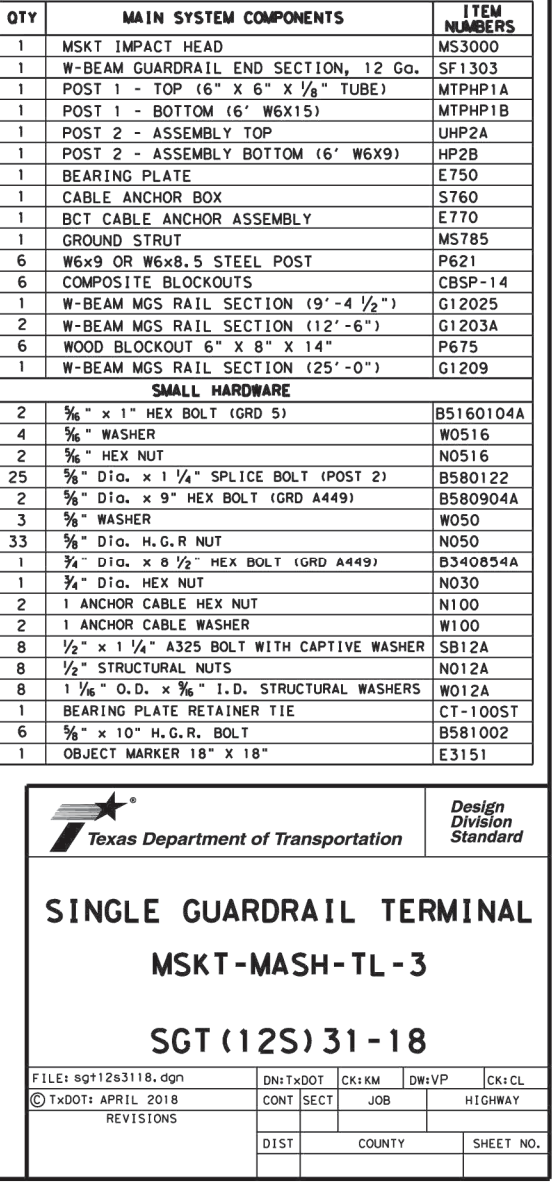 QTY MAIN SYSTEM COMPONENTS ITEM NUMBERS
1 MSKT IMPACT HEAD MS3000
1 W-BEAM GUARDRAIL END SECTION, 12 Ga. SF1303
1 POST 1 - TOP (6" X 6" X 1/8" TUBE) MTPHP1A
1 POST 1 - BOTTOM (6' W6X15) MTPHP1B
1 POST 2 - ASSEMBLY TOP UHP2A
1 POST 2 - ASSEMBLY BOTTOM (6' W6X9) HP2B
1 BEARING PLATE E750
1 CABLE ANCHOR BOX S760
1 BCT CABLE ANCHOR ASSEMBLY E770
1 GROUND STRUT MS785
6 W6x9 OR W6x8.5 STEEL POST P621
6 COMPOSITE BLOCKOUTS CBSP-14
1 W-BEAM MGS RAIL SECTION (9'-4 1/2") G12025
2 W-BEAM MGS RAIL SECTION (12'-6") G1203A
6 WOOD BLOCKOUT 6" X 8" X 14" P675
1 W-BEAM MGS RAIL SECTION (25'-0") G1209
SMALL HARDWARE
2 5/16" x 1" HEX BOLT (GRD 5) B5160104A
4 5/16" WASHER W0516
2 5/16" HEX NUT N0516
25 5/8" Dia. x 1 1/4" SPLICE BOLT (POST 2) B580122
2 5/8" Dia. x 9" HEX BOLT (GRD A449) B580904A
3 5/8" WASHER W050
33 5/8" Dia. H.G.R NUT N050
1 3/4" Dia. x 8 1/2" HEX BOLT (GRD A449) B340854A
1 3/4" Dia. HEX NUT N030
2 1 ANCHOR CABLE HEX NUT N100
2 1 ANCHOR CABLE WASHER W100
8 1/2" x 1 1/4" A325 BOLT WITH CAPTIVE WASHER SB12A
8 1/2" STRUCTURAL NUTS N012A
8 1 1/16" O.D. x 9/16" I.D. STRUCTURAL WASHERS W012A
1 BEARING PLATE RETAINER TIE CT-100ST
6 5/8" x 10" H.G.R. BOLT B581002
1 OBJECT MARKER 18" X 18" E3151
®
Texas Department of Transportation
Design
Division
Standard
SINGLE GUARDRAIL TERMINAL
MSKT-MASH-TL-3
SGT(12S)31-18
FILE: sgt12s3118.dgn DN:TxDOT CK:KM DW:VP CK:CL
© TxDOT: APRIL 2018 CONT SECT JOB HIGHWAY
REVISIONS
DIST COUNTY SHEET NO.